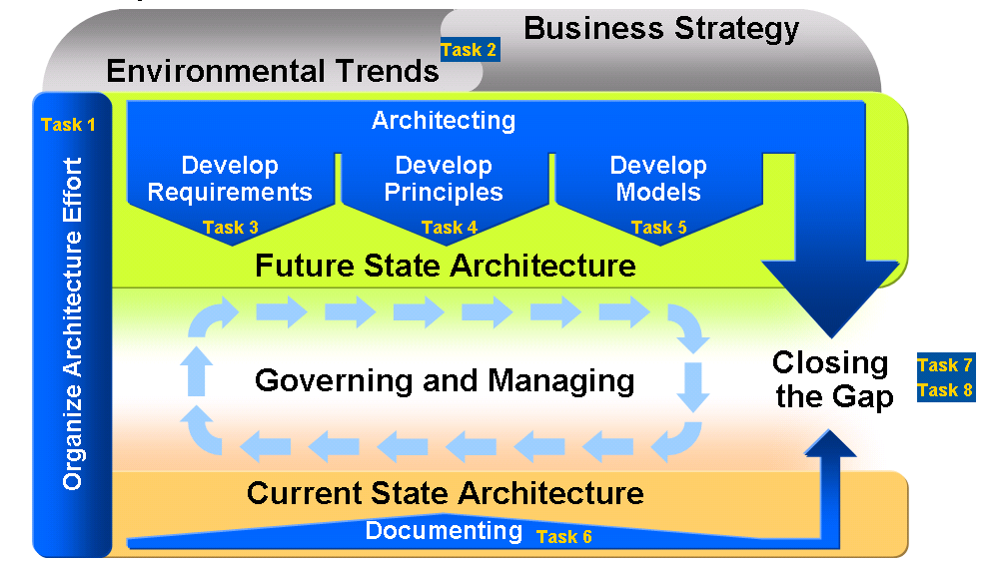 Business Strategy
Task 2
Environmental Trends
Task 1
Organize Architecture Effort
Architecting
Develop
Requirements
Task 3
Develop
Principles
Task 4
Develop
Models
Task 5
Future State Architecture
Governing and Managing
Closing
the Gap
Task 7
Task 8
Current State Architecture
Documenting
Task 6